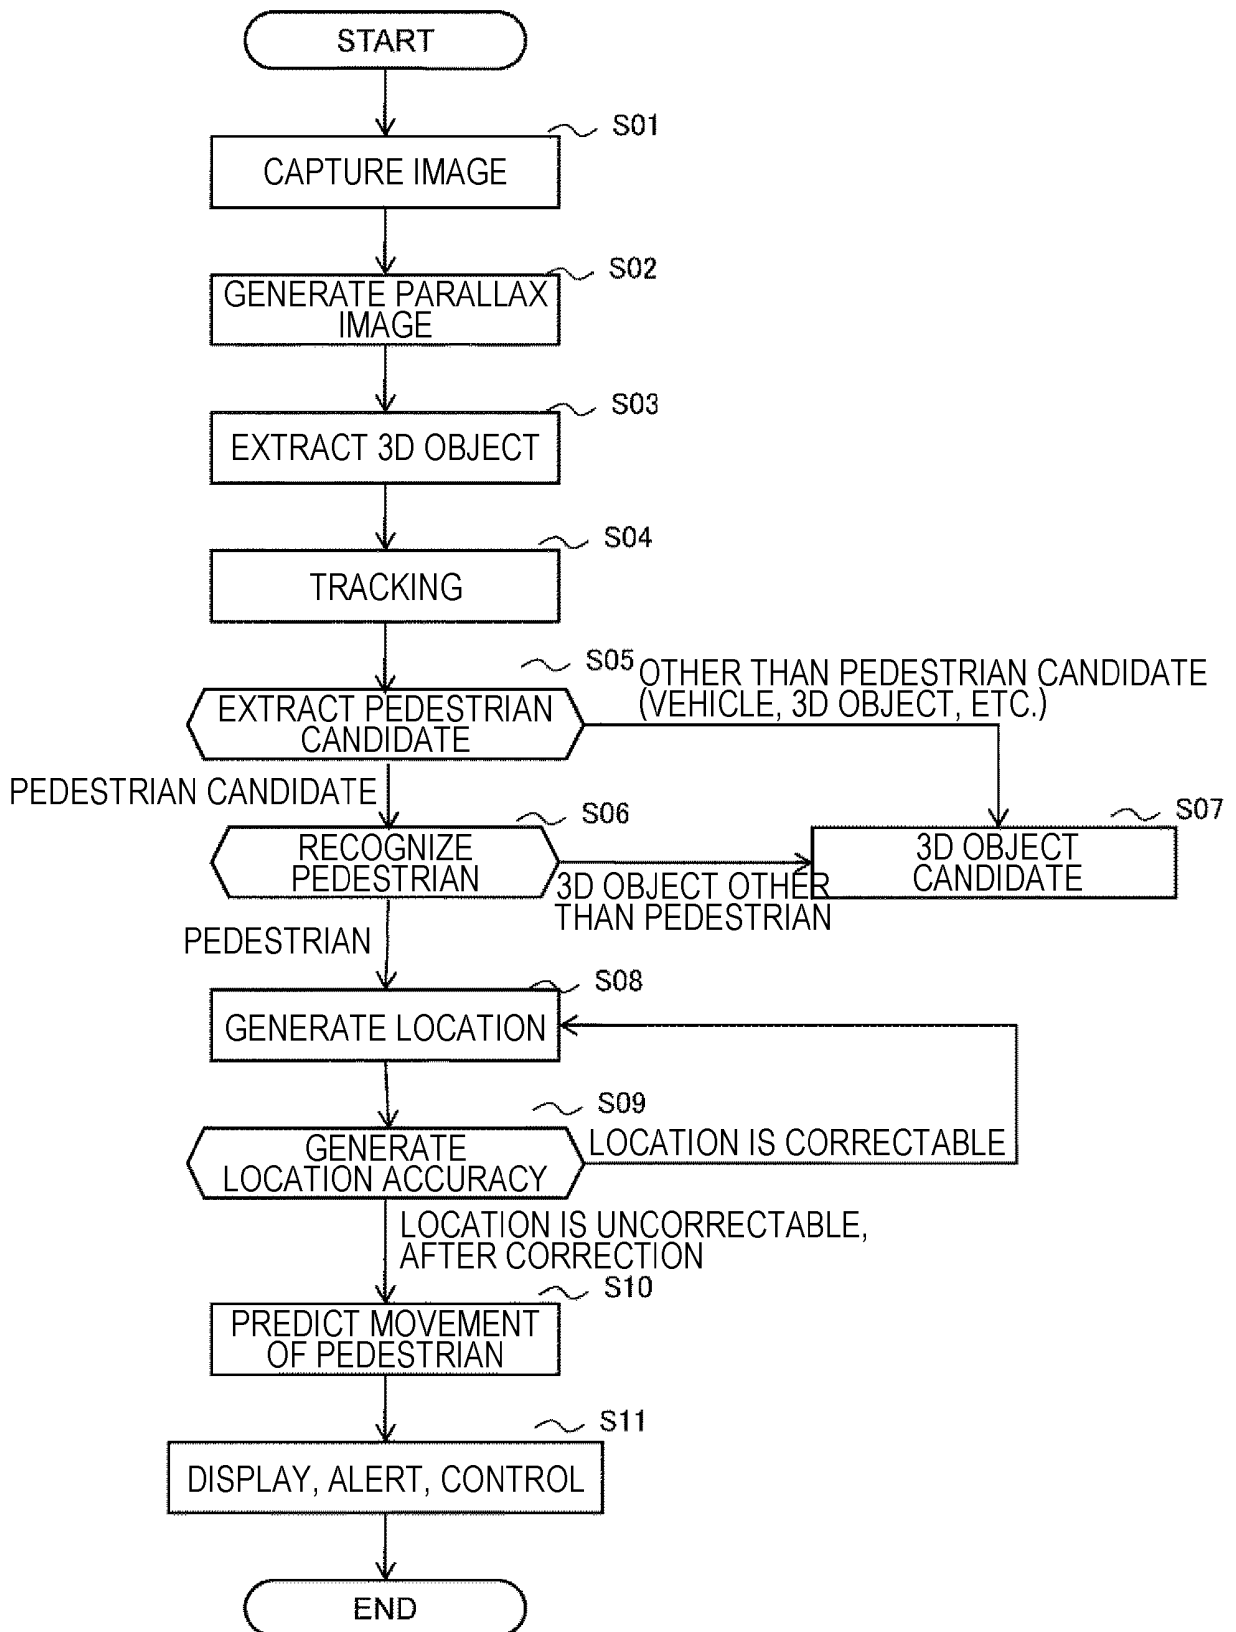 START
S01
CAPTURE IMAGE
S02
GENERATE PARALLAX
IMAGE
S03
EXTRACT 3D OBJECT
S04
TRACKING
S05
OTHER THAN PEDESTRIAN CANDIDATE
(VEHICLE, 3D OBJECT, ETC.)
EXTRACT PEDESTRIAN
CANDIDATE
PEDESTRIAN CANDIDATE
S06
S07
RECOGNIZE
PEDESTRIAN
3D OBJECT
CANDIDATE
3D OBJECT OTHER
THAN PEDESTRIAN
PEDESTRIAN
S08
GENERATE LOCATION
S09
GENERATE
LOCATION ACCURACY
LOCATION IS CORRECTABLE
LOCATION IS UNCORRECTABLE,
AFTER CORRECTION
S10
PREDICT MOVEMENT
OF PEDESTRIAN
S11
DISPLAY, ALERT, CONTROL
END